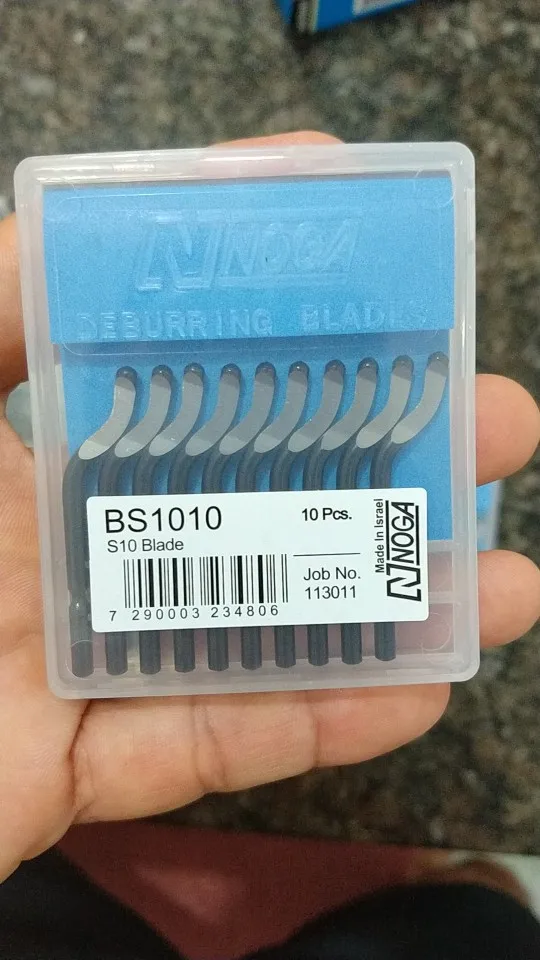 NOGA
DEBURRING BLADES
BS1010
10 Pcs.
S10 Blade
Job No.
113011
7 290003 234806
Made In Israel
NOGA